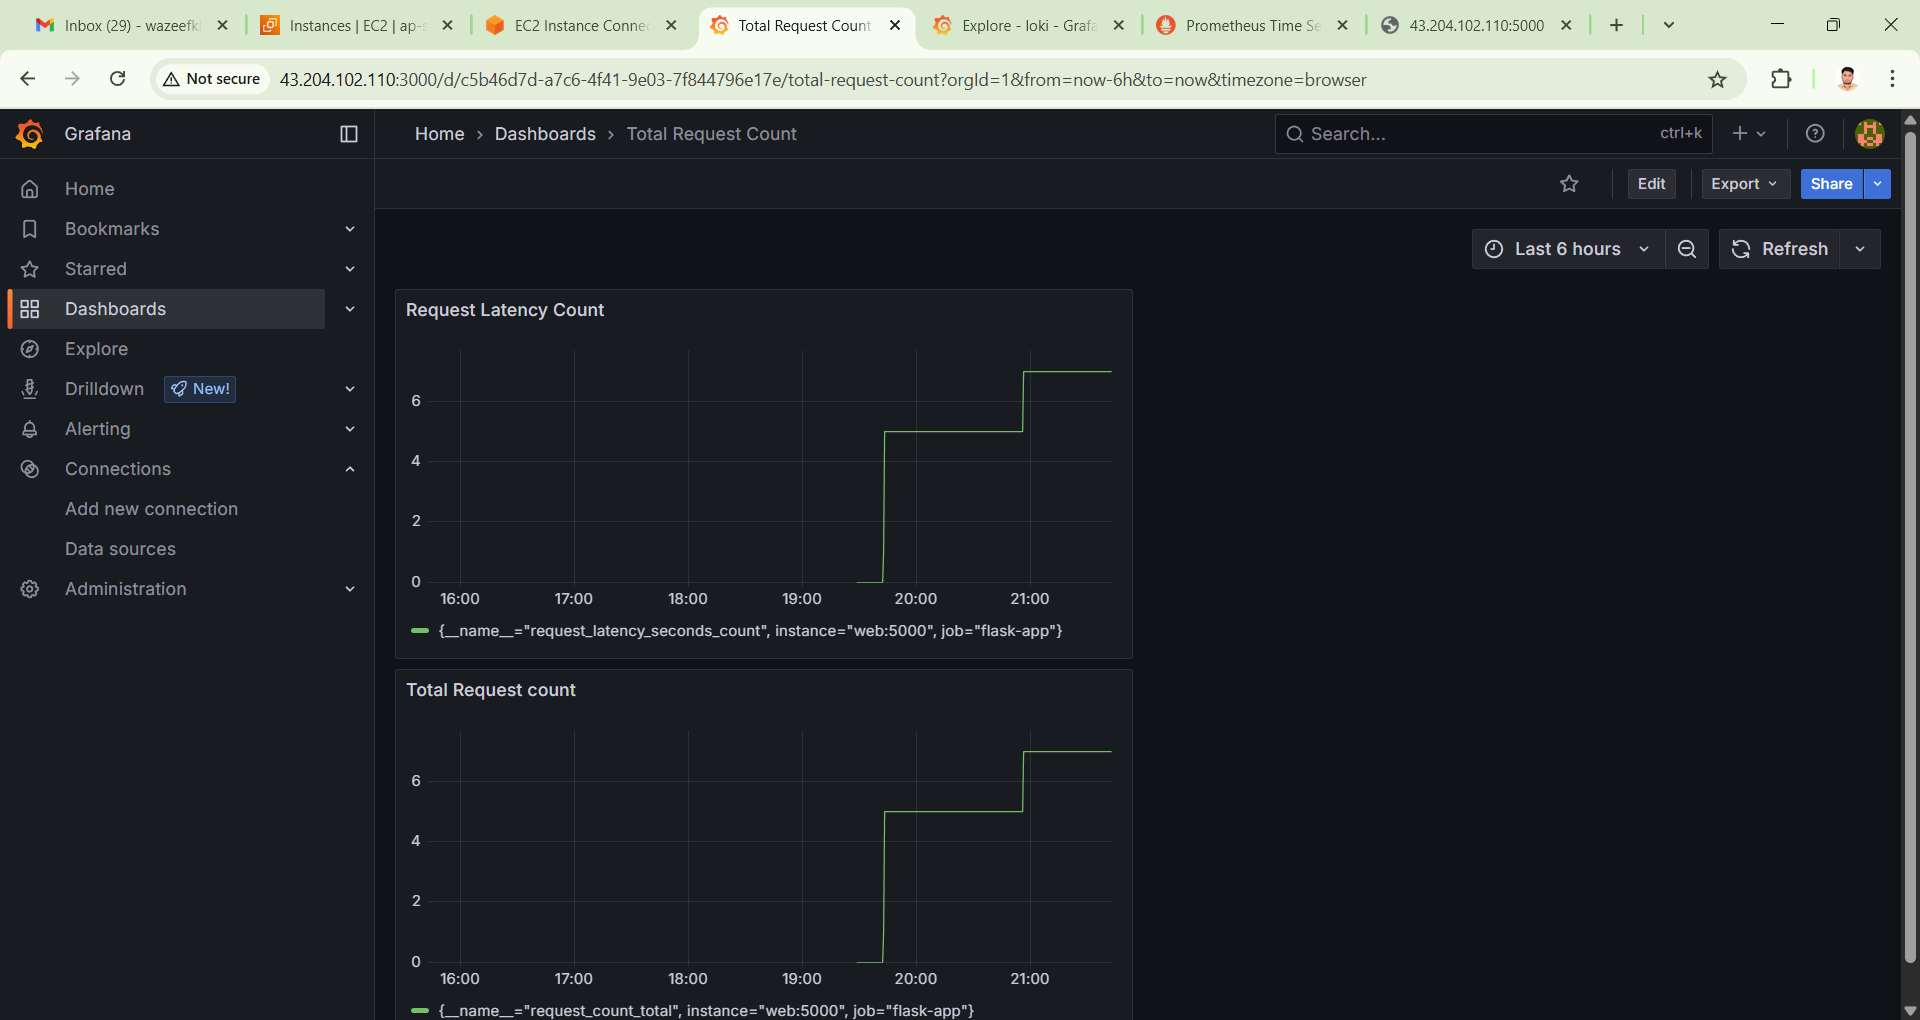 Inbox (29) - wazeefk
Instances | EC2 | ap-s
EC2 Instance Connec
Total Request Count
Explore - loki - Grafa
Prometheus Time Se
43.204.102.110:5000
Not secure
43.204.102.110:3000/d/c5b46d7d-a7c6-4f41-9e03-7f844796e17e/total-request-count?orgId=1&from=now-6h&to=now&timezone=browser
Grafana
Home › Dashboards › Total Request Count
Search...
ctrl+k
Home
Bookmarks
Starred
Dashboards
Explore
Drilldown
New!
Alerting
Connections
Add new connection
Data sources
Administration
Edit
Export
Share
Last 6 hours
Refresh
Request Latency Count
6
4
2
0
16:00 17:00 18:00 19:00 20:00 21:00
{__name__="request_latency_seconds_count", instance="web:5000", job="flask-app"}
Total Request count
6
4
2
0
16:00 17:00 18:00 19:00 20:00 21:00
{__name__="request_count_total", instance="web:5000", job="flask-app"}